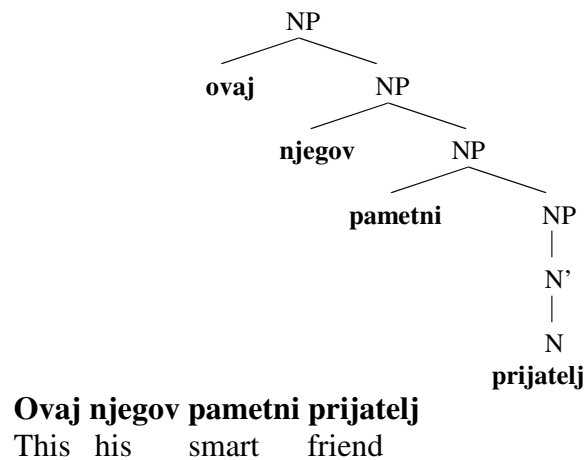 NP
ovaj NP
njegov NP
pametni NP
N’
N
prijatelj
Ovaj njegov pametni prijatelj
This his smart friend